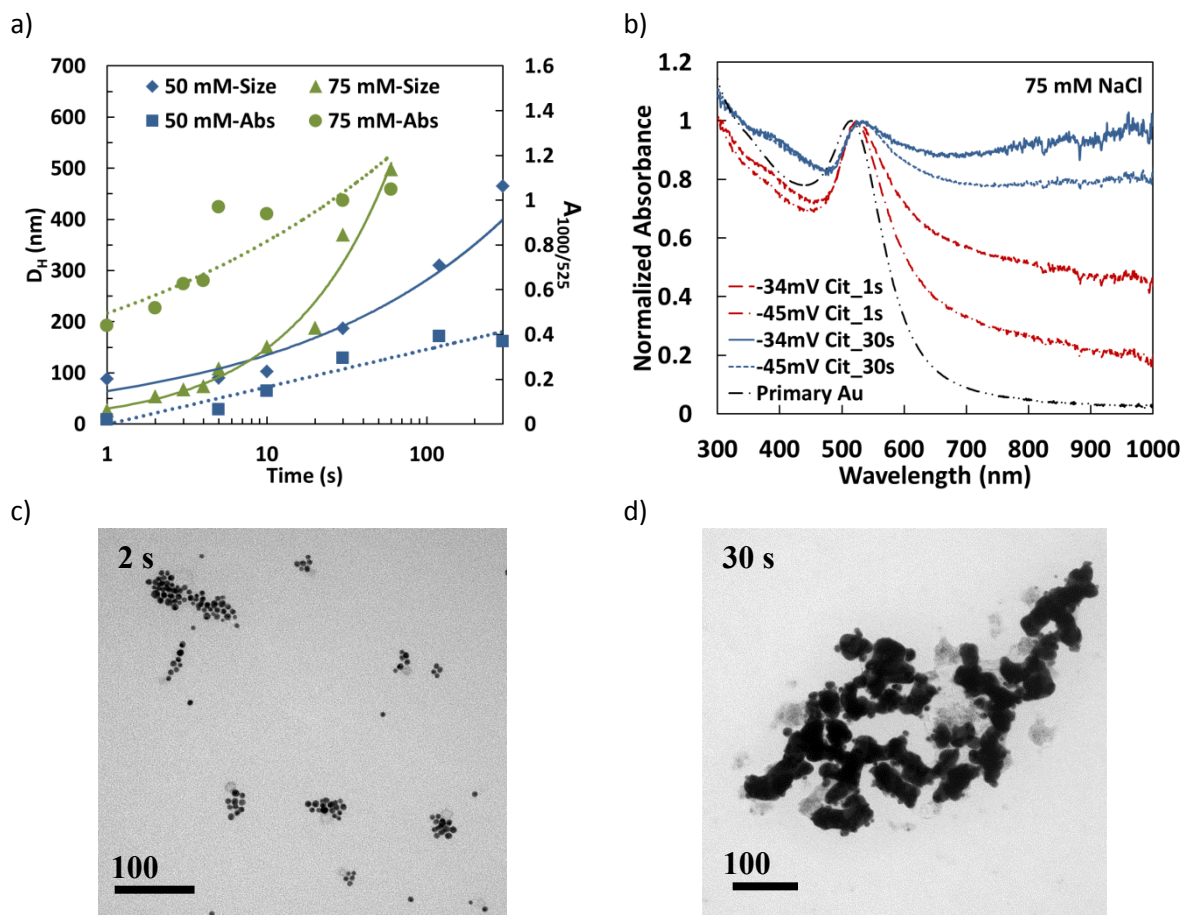 a)
700
600
500
400
300
200
100
0
D_H (nm)
50 mM-Size
75 mM-Size
50 mM-Abs
75 mM-Abs
1.6
1.4
1.2
1
0.8
0.6
0.4
0.2
0
A_1000/525
1 10 100
Time (s)
b)
1.2
1
0.8
0.6
0.4
0.2
0
Normalized Absorbance
75 mM NaCl
-34mV Cit_1s
-45mV Cit_1s
-34mV Cit_30s
-45mV Cit_30s
Primary Au
300 400 500 600 700 800 900 1000
Wavelength (nm)
c)
2 s
100
d)
30 s
100